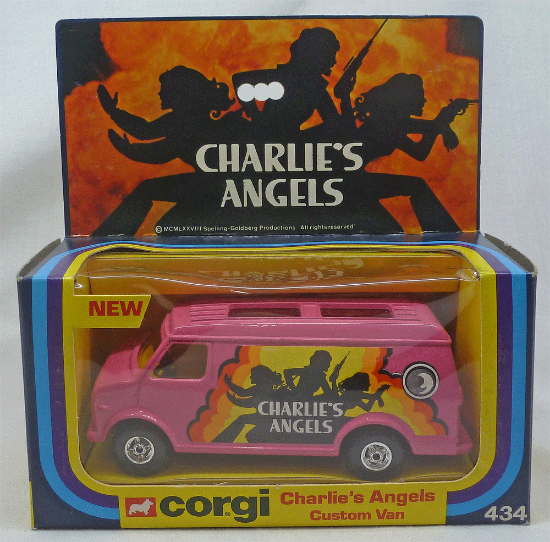 CHARLIE'S
ANGELS
© MCMLXXVIII Spelling-Goldberg Productions All rights reserved
NEW
CHARLIE'S
ANGELS
corgi
Charlie's Angels
Custom Van
434